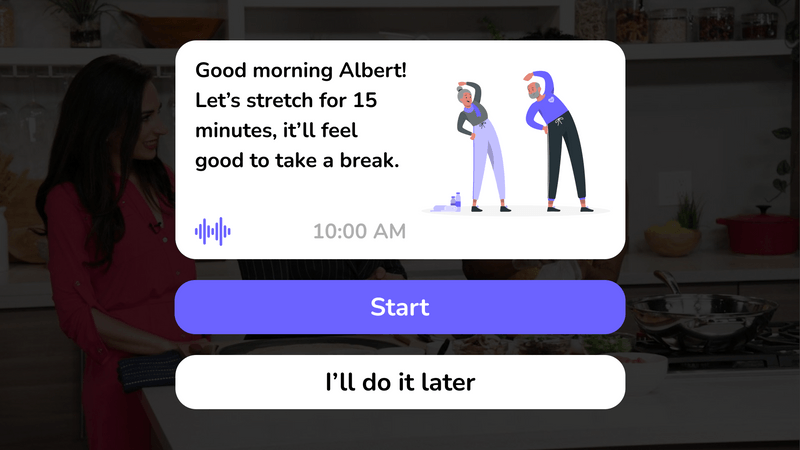 Good morning Albert!
Let’s stretch for 15
minutes, it’ll feel
good to take a break.
10:00 AM
Start
I’ll do it later